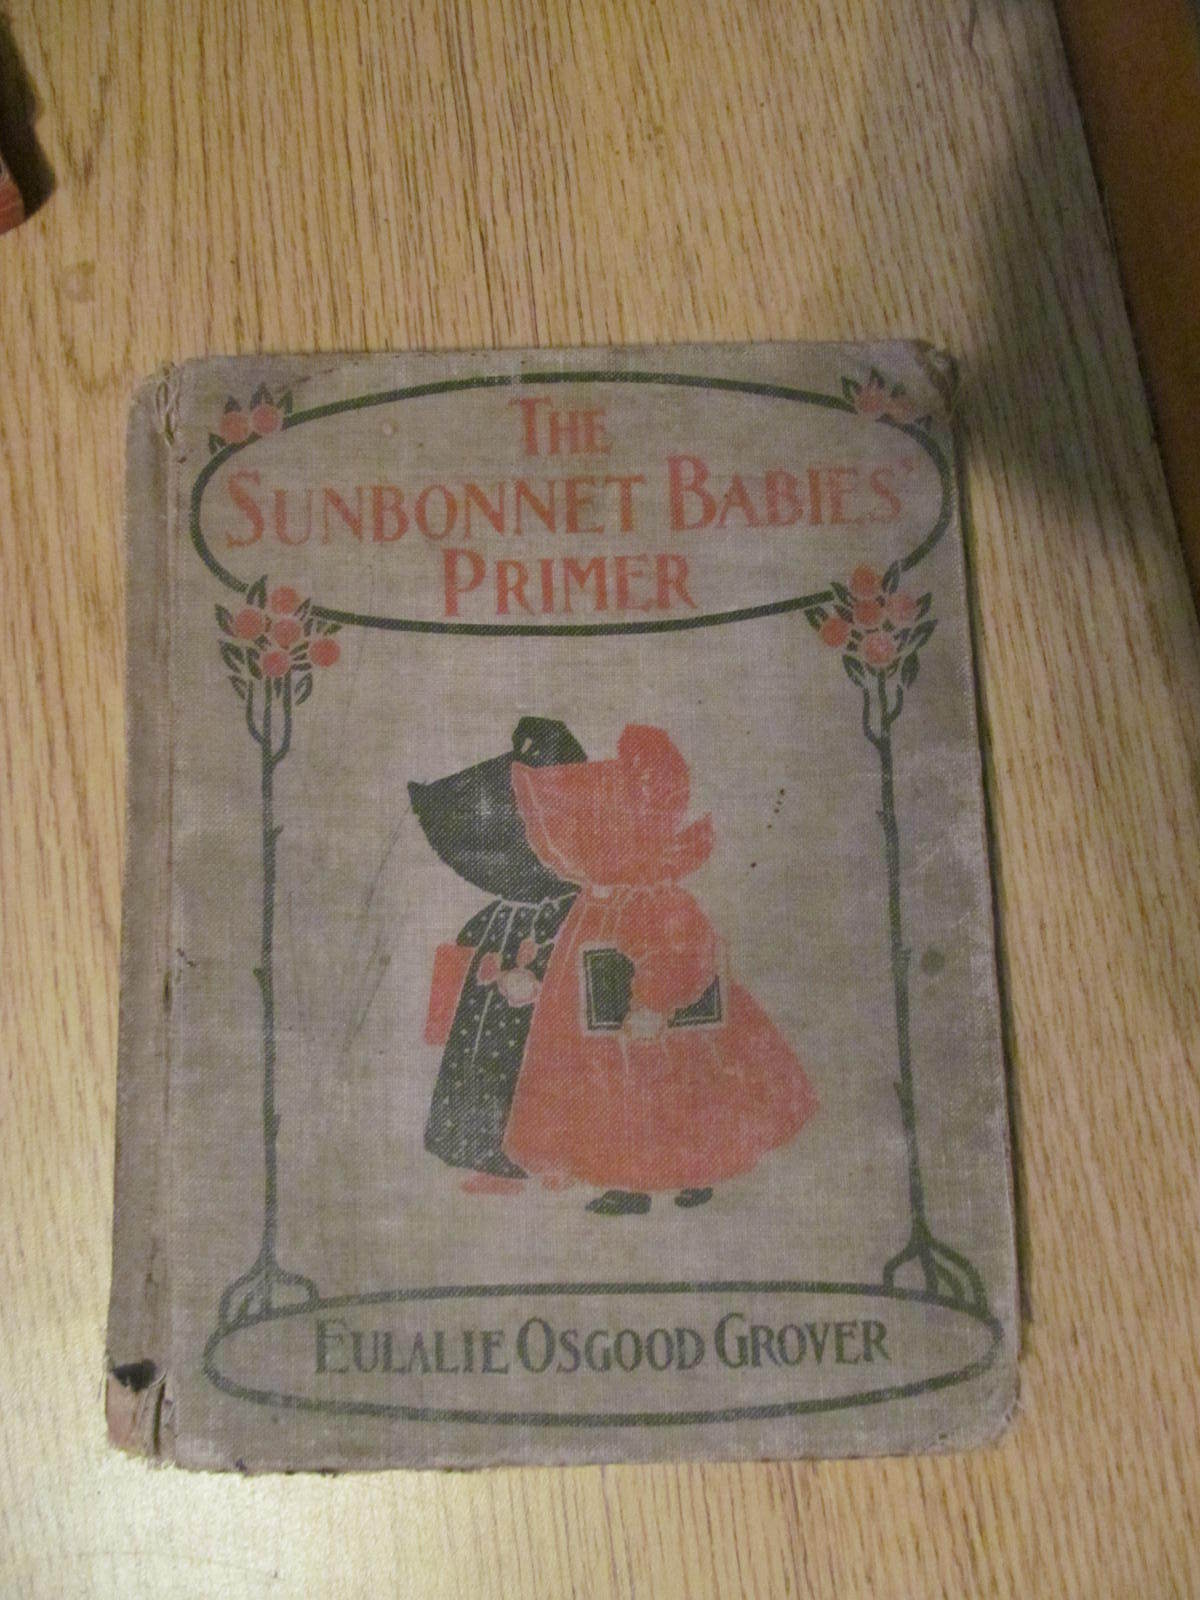 THE
SUNBONNET BABIES'
PRIMER
EULALIE OSGOOD GROVER